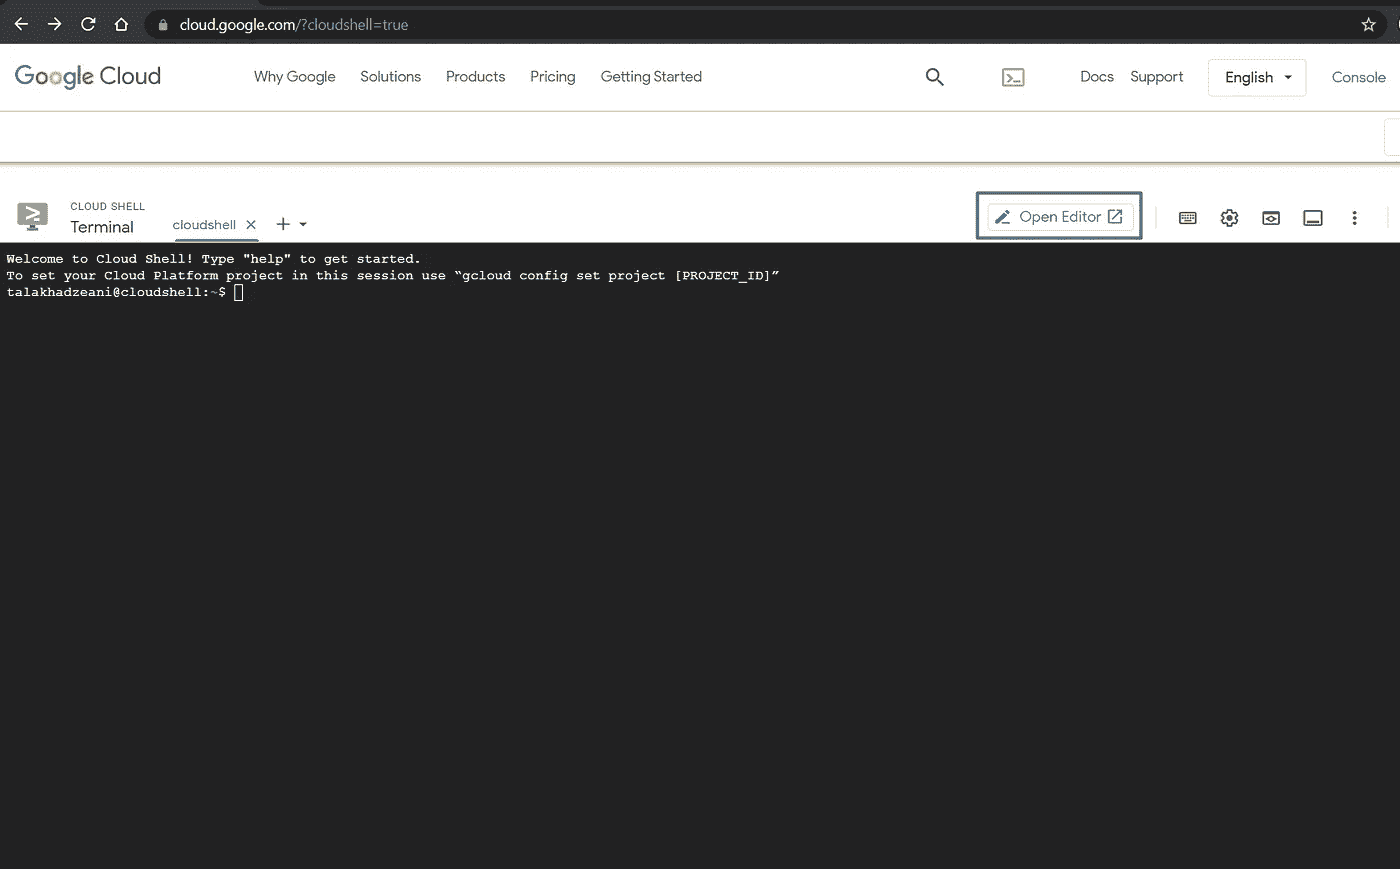 cloud.google.com/?cloudshell=true
Google Cloud Why Google Solutions Products Pricing Getting Started Docs Support English Console
CLOUD SHELL
Terminal cloudshell Open Editor
Welcome to Cloud Shell! Type "help" to get started.
To set your Cloud Platform project in this session use “gcloud config set project [PROJECT_ID]”
talakhadzeani@cloudshell:~$